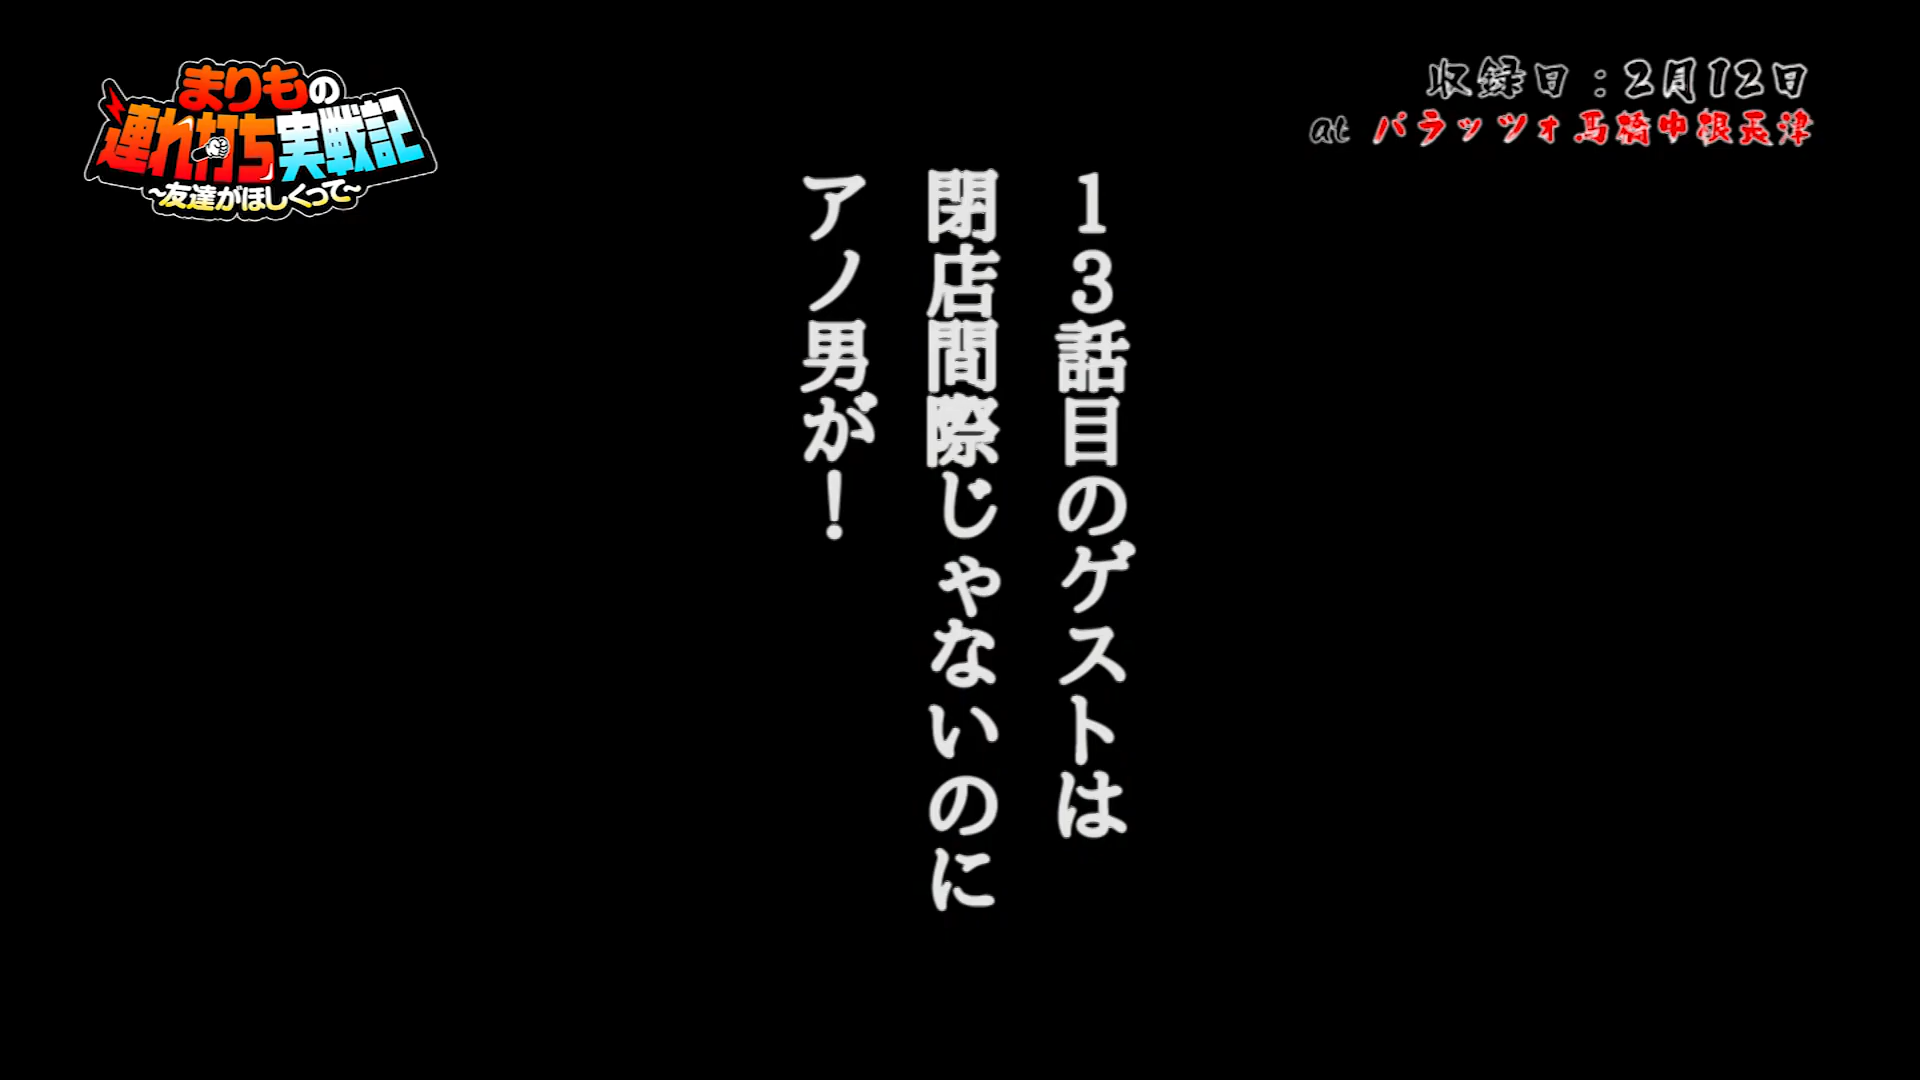 まりもの
連れ打ち実戦記
~友達がほしくって~
収録日：2月12日
at パラッツォ馬橋中根長津
13話目のゲストは
閉店間際じゃないのに
アノ男が！